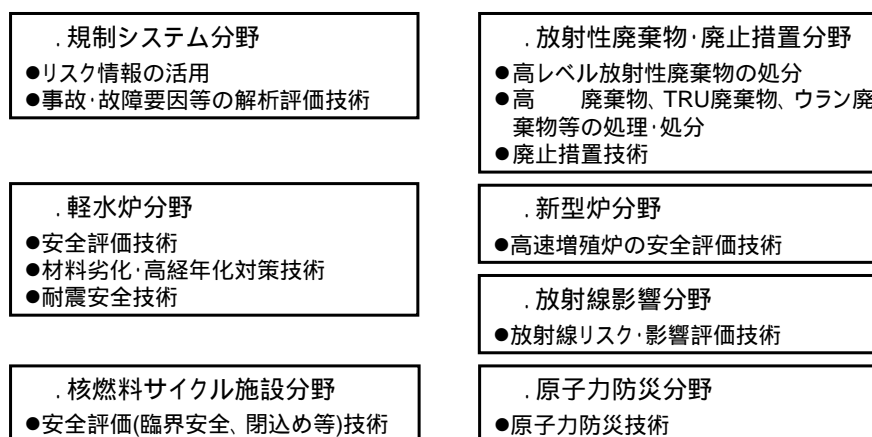 .規制システム分野
●リスク情報の活用
●事故･故障要因等の解析評価技術
.軽水炉分野
●安全評価技術
●材料劣化･高経年化対策技術
●耐震安全技術
.核燃料サイクル施設分野
●安全評価(臨界安全、閉込め等)技術
.放射性廃棄物･廃止措置分野
●高レベル放射性廃棄物の処分
●高　　廃棄物、TRU廃棄物、ウラン廃
棄物等の処理･処分
●廃止措置技術
.新型炉分野
●高速増殖炉の安全評価技術
.放射線影響分野
●放射線リスク･影響評価技術
.原子力防災分野
●原子力防災技術